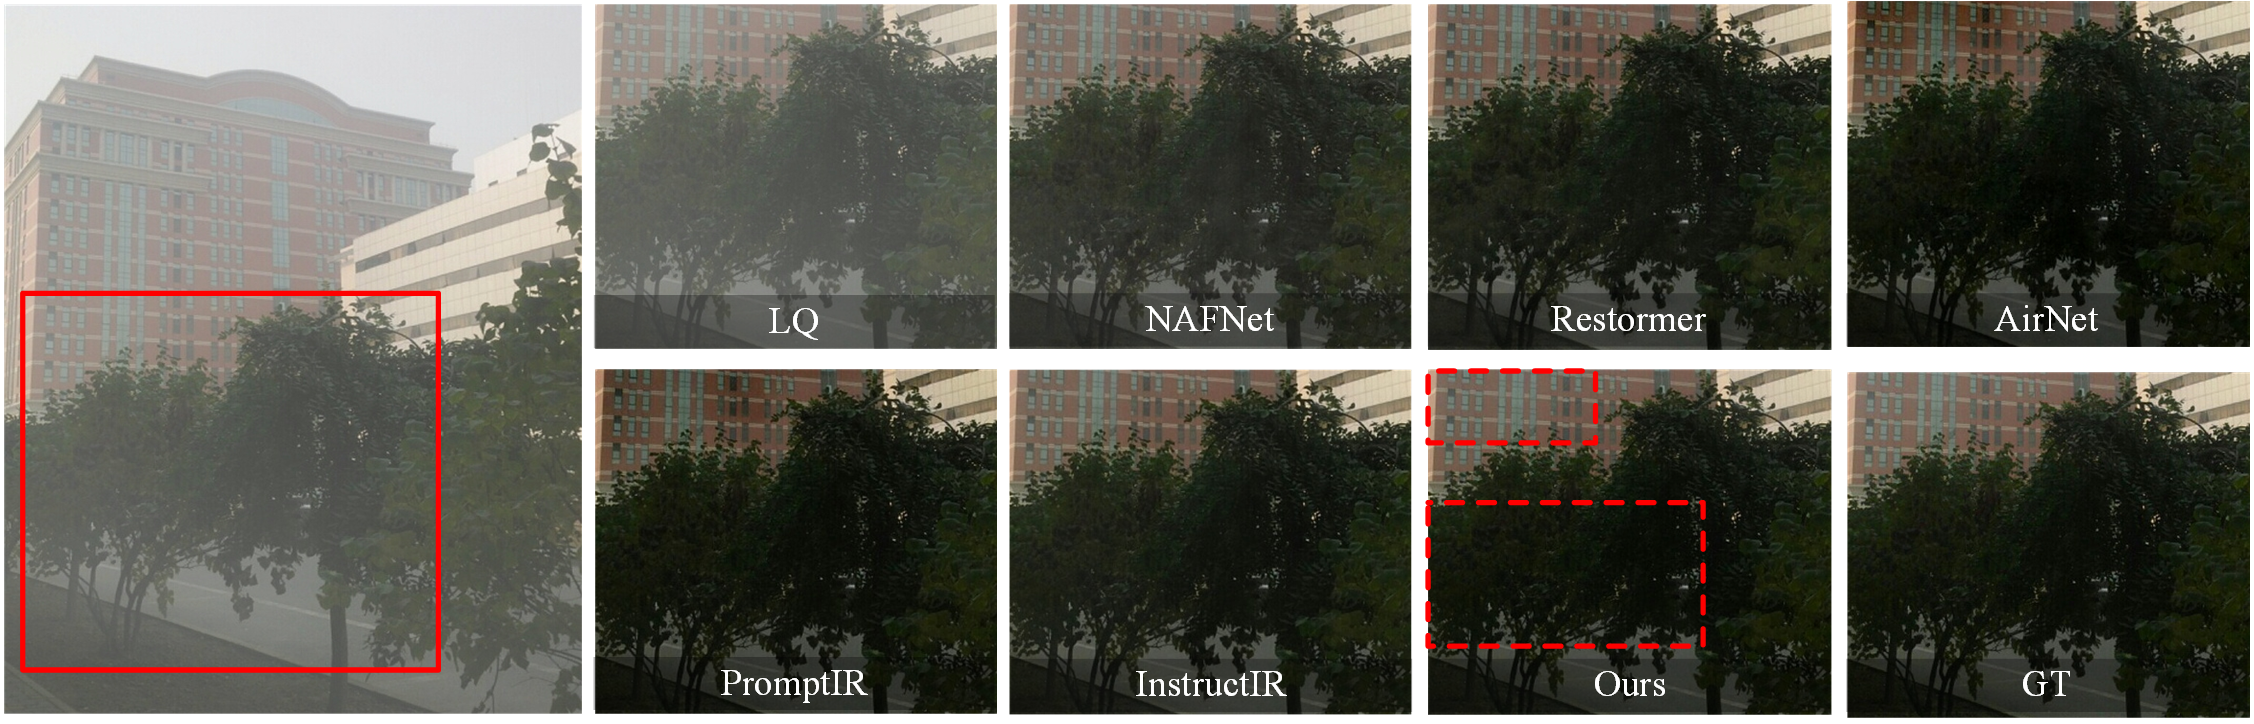 LQ
NAFNet
Restormer
AirNet
PromptIR
InstructIR
Ours
GT